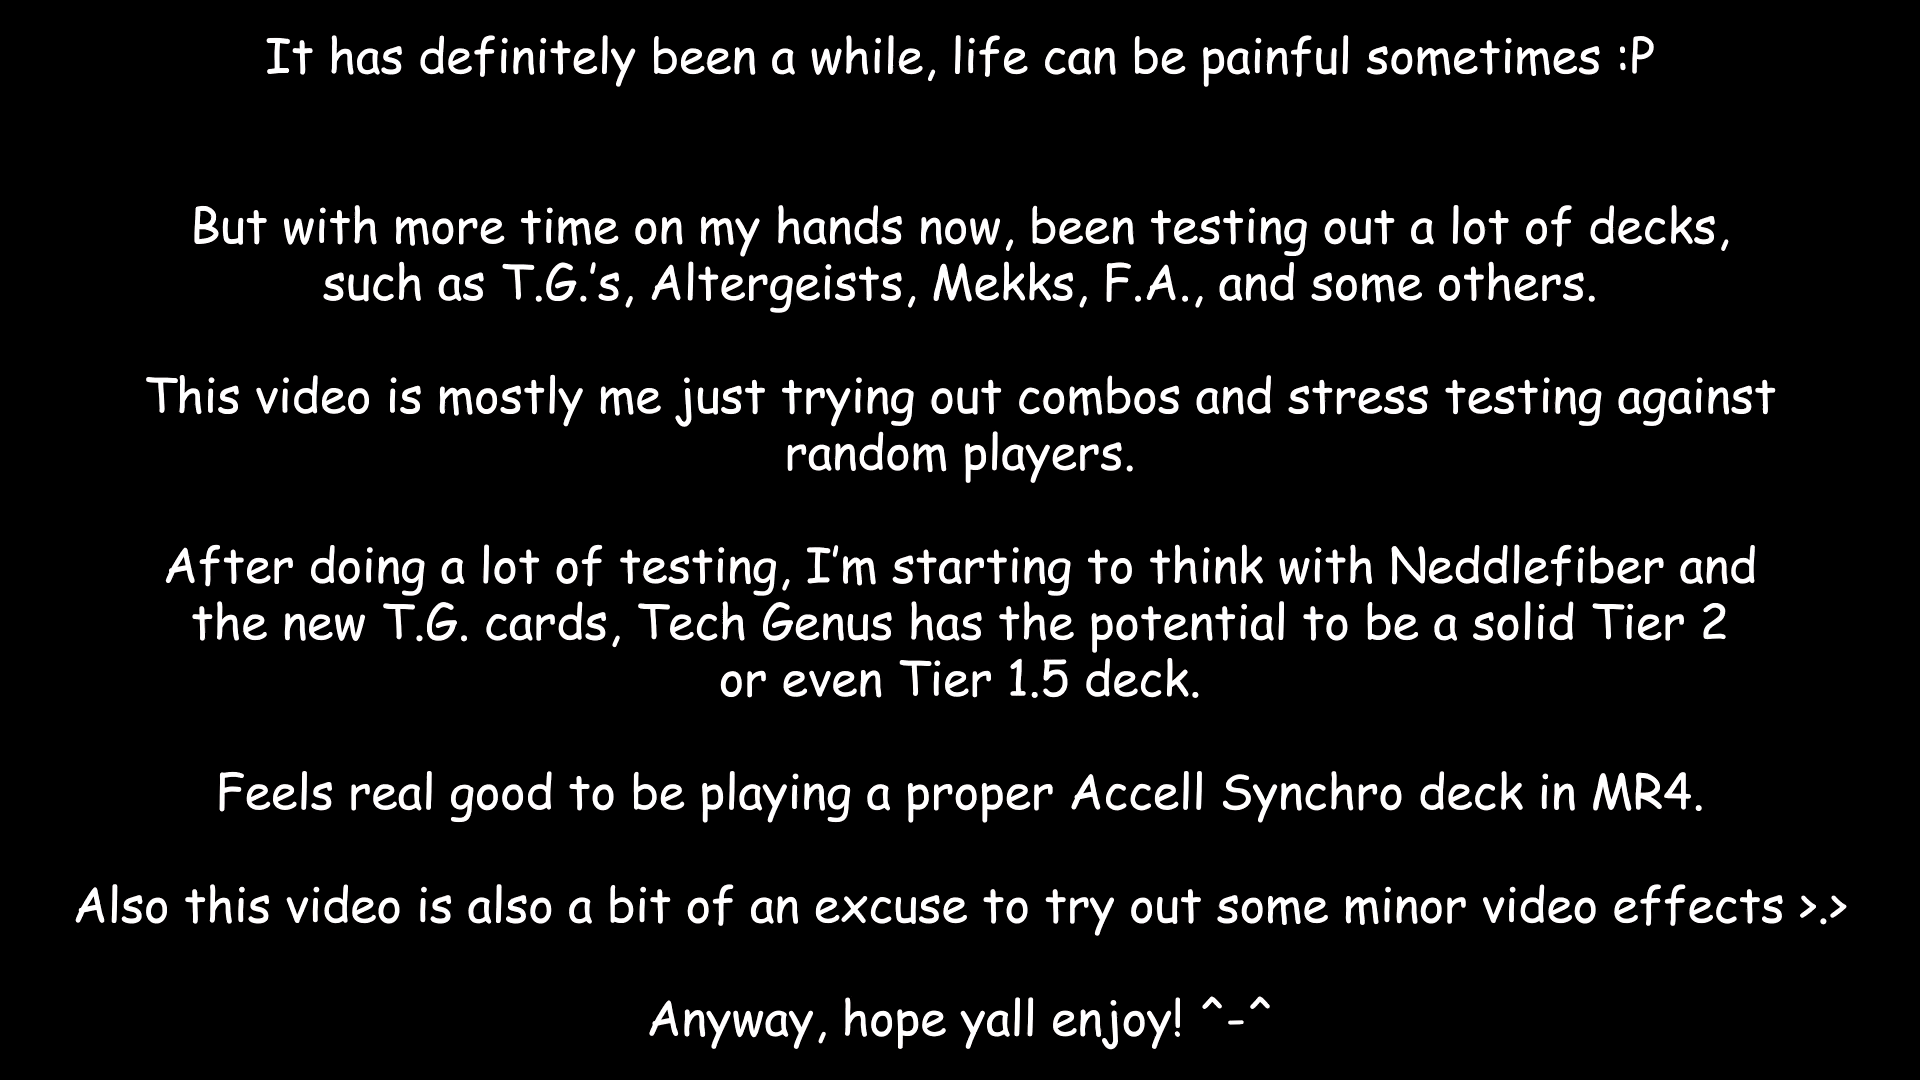 It has definitely been a while, life can be painful sometimes :P
But with more time on my hands now, been testing out a lot of decks,
such as T.G.'s, Altergeists, Mekks, F.A., and some others.
This video is mostly me just trying out combos and stress testing against
random players.
After doing a lot of testing, I'm starting to think with Neddlefiber and
the new T.G. cards, Tech Genus has the potential to be a solid Tier 2
or even Tier 1.5 deck.
Feels real good to be playing a proper Accell Synchro deck in MR4.
Also this video is also a bit of an excuse to try out some minor video effects >.>
Anyway, hope yall enjoy! ^-^